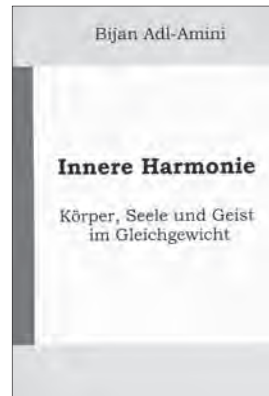 Bijan Adl-Amini
Innere Harmonie
Körper, Seele und Geist
im Gleichgewicht